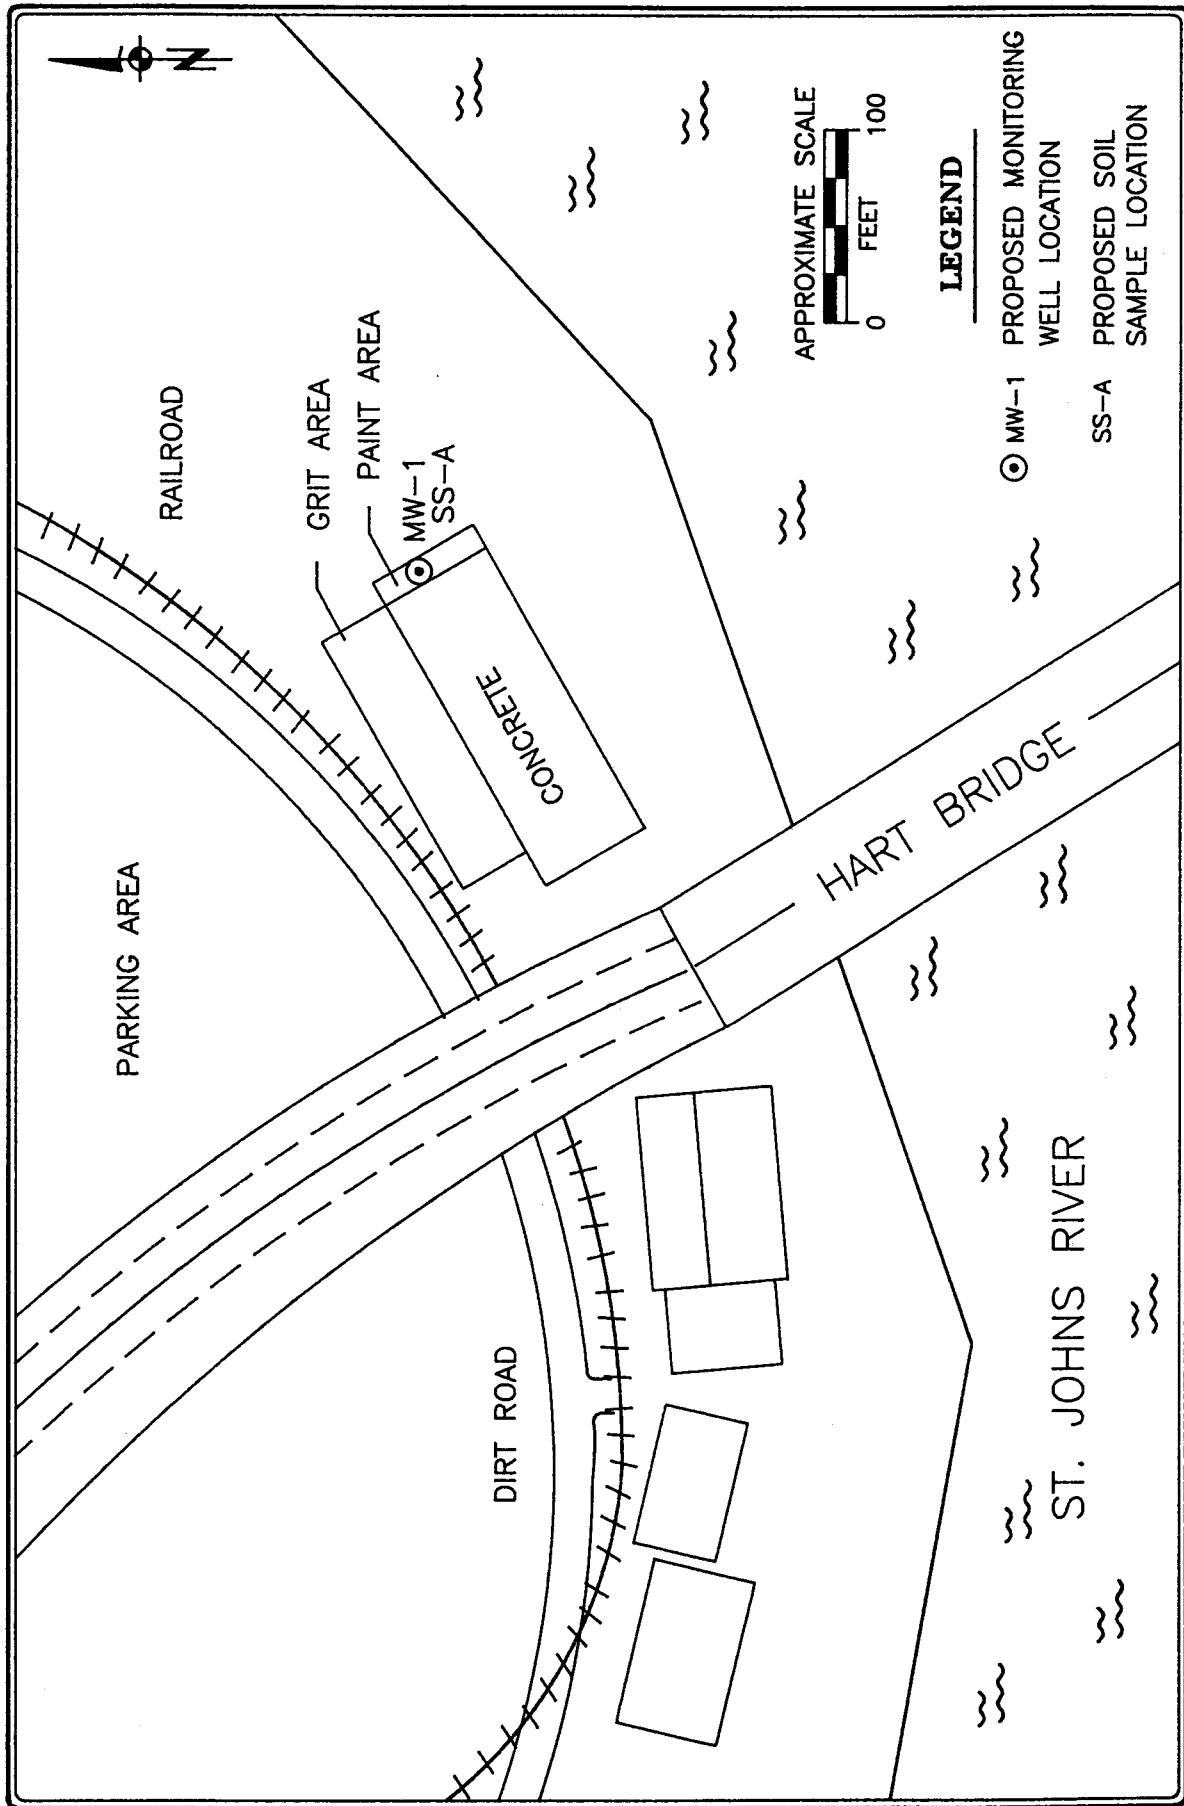 N
PARKING AREA
RAILROAD
GRIT AREA
PAINT AREA
MW-1
SS-A
CONCRETE
DIRT ROAD
HART BRIDGE
ST. JOHNS RIVER
APPROXIMATE SCALE
0 100
FEET
LEGEND
MW-1 PROPOSED MONITORING
WELL LOCATION
SS-A PROPOSED SOIL
SAMPLE LOCATION